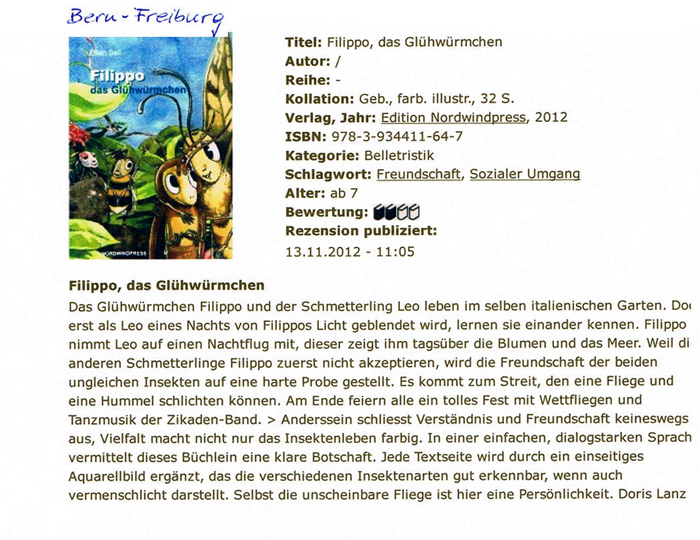 Bern-Freiburg
Ellen Sell
Filippo
das Glühwürmchen
NORDWINDPRESS
Titel: Filippo, das Glühwürmchen
Autor: /
Reihe: -
Kollation: Geb., farb. illustr., 32 S.
Verlag, Jahr: Edition Nordwindpress, 2012
ISBN: 978-3-934411-64-7
Kategorie: Belletristik
Schlagwort: Freundschaft, Sozialer Umgang
Alter: ab 7
Bewertung:
Rezension publiziert:
13.11.2012 - 11:05
Filippo, das Glühwürmchen
Das Glühwürmchen Filippo und der Schmetterling Leo leben im selben italienischen Garten.
erst als Leo eines Nachts von Filippos Licht geblendet wird, lernen sie einander kennen. Filippo
nimmt Leo auf einen Nachtflug mit, dieser zeigt ihm tagsüber die Blumen und das Meer. Weil di
anderen Schmetterlinge Filippo zuerst nicht akzeptieren, wird die Freundschaft der beiden
ungleichen Insekten auf eine harte Probe gestellt. Es kommt zum Streit, den eine Fliege und
eine Hummel schlichten können. Am Ende feiern alle ein tolles Fest mit Wettfliegen und
Tanzmusik der Zikaden-Band. > Anderssein schliesst Verständnis und Freundschaft keineswegs
aus, Vielfalt macht nicht nur das Insektenleben farbig. In einer einfachen, dialogstarken Sprach
vermittelt dieses Büchlein eine klare Botschaft. Jede Textseite wird durch ein einseitiges
Aquarellbild ergänzt, das die verschiedenen Insektenarten gut erkennbar, wenn auch
vermenschlicht darstellt. Selbst die unscheinbare Fliege ist hier eine Persönlichkeit. Doris Lanz